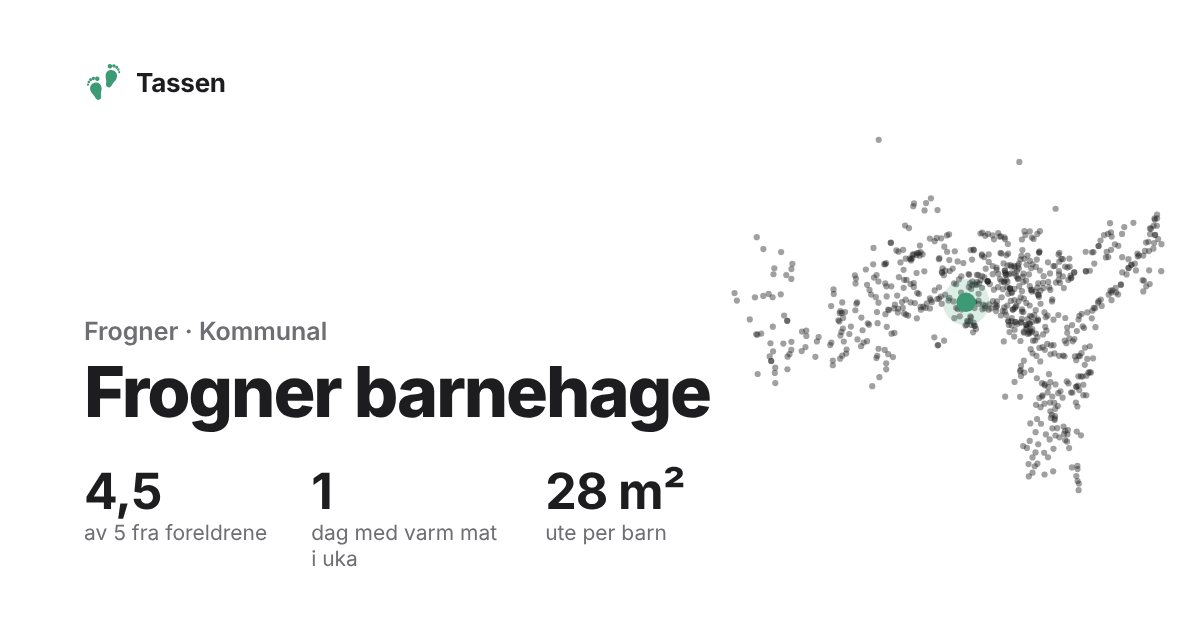 Tassen
Frogner · Kommunal
Frogner barnehage
4,5
av 5 fra foreldrene
1
dag med varm mat
i uka
28 m²
ute per barn